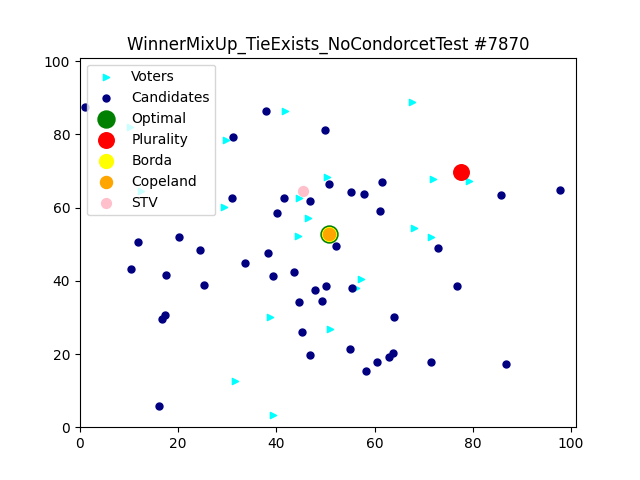 WinnerMixUp_TieExists_NoCondorcetTest #7870
100
80
60
40
20
0
0
20
40
60
80
100
Voters
Candidates
Optimal
Plurality
Borda
Copeland
STV